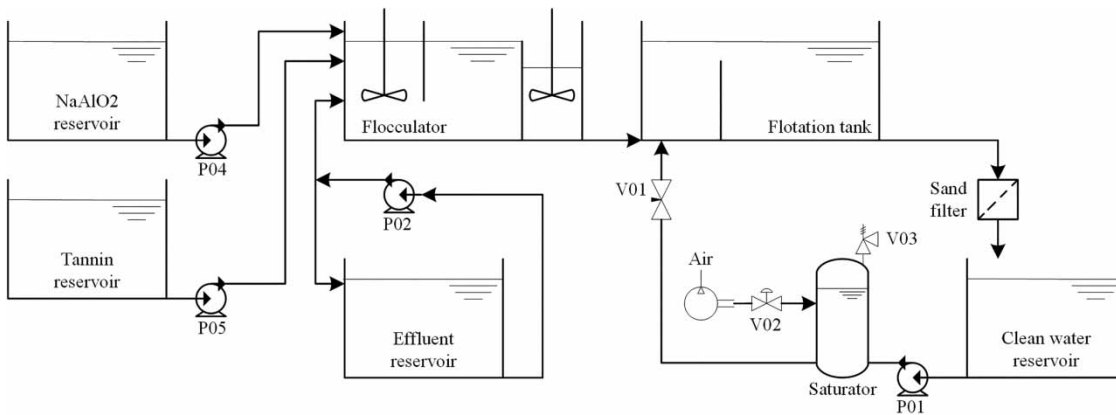 NaAlO2
reservoir
P04
Tannin
reservoir
P05
Flocculator
P02
Effluent
reservoir
Flotation tank
V01
Air
V02
V03
Saturator
P01
Sand
filter
Clean water
reservoir